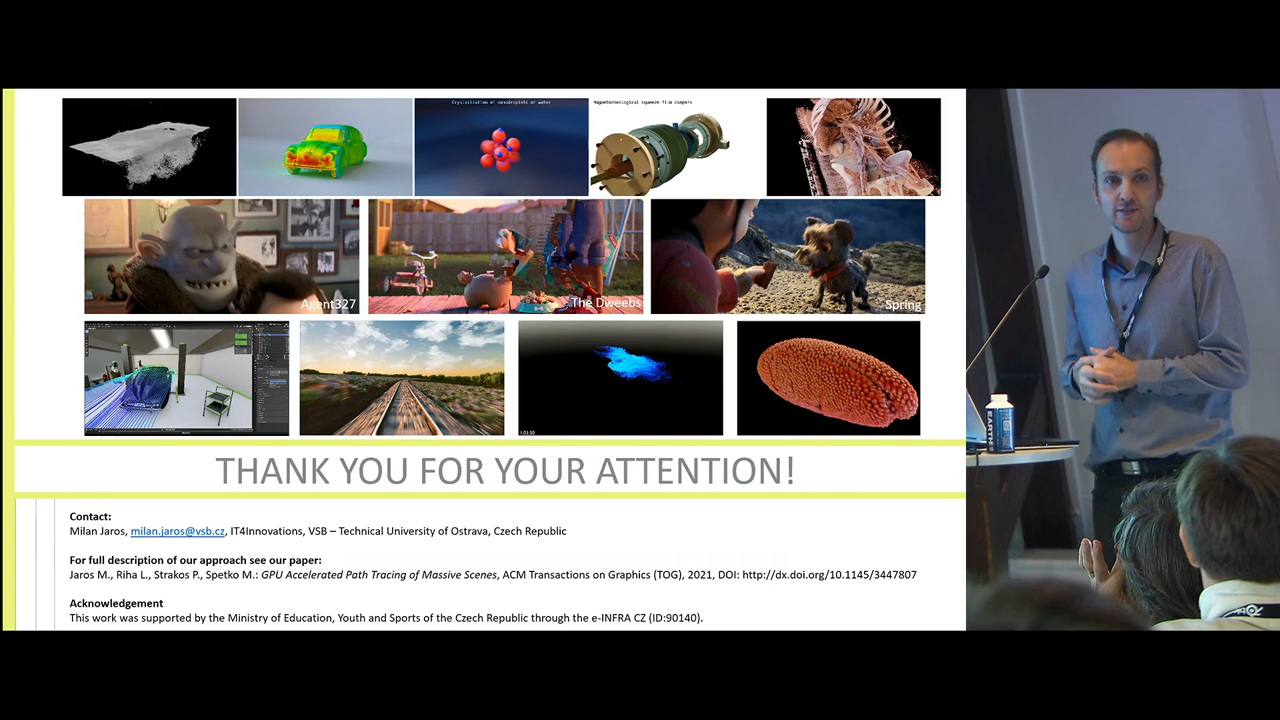 Crystallization of nanodroplets of water
Magnetorheological squeeze film dampers
Agent327
The Dweebs
Spring
THANK YOU FOR YOUR ATTENTION!
Contact:
Milan Jaros, milan.jaros@vsb.cz, IT4Innovations, VSB – Technical University of Ostrava, Czech Republic
For full description of our approach see our paper:
Jaros M., Riha L., Strakos P., Spetko M.: GPU Accelerated Path Tracing of Massive Scenes, ACM Transactions on Graphics (TOG), 2021, DOI: http://dx.doi.org/10.1145/3447807
Acknowledgement
This work was supported by the Ministry of Education, Youth and Sports of the Czech Republic through the e-INFRA CZ (ID:90140).